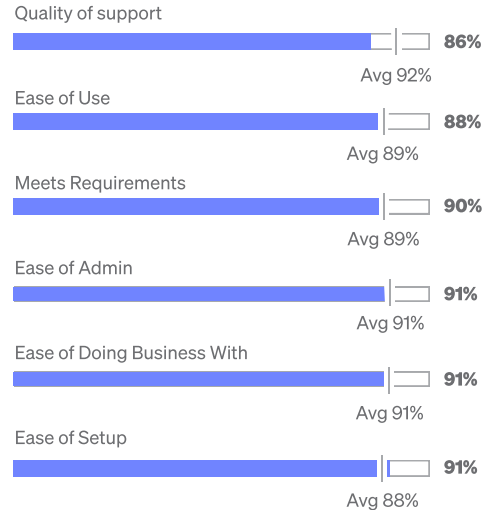 Quality of support
86%
Avg 92%
Ease of Use
88%
Avg 89%
Meets Requirements
90%
Avg 89%
Ease of Admin
91%
Avg 91%
Ease of Doing Business With
91%
Avg 91%
Ease of Setup
91%
Avg 88%